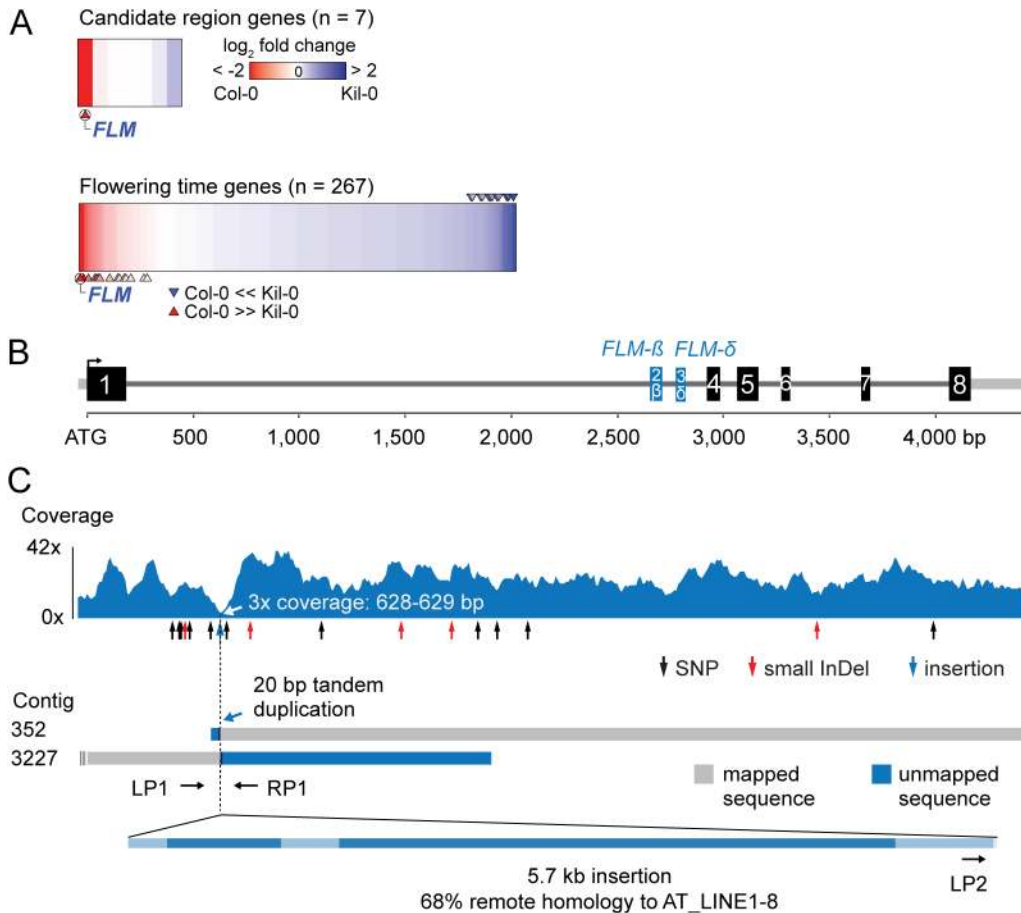 A
Candidate region genes (n = 7)
log2 fold change
< -2 0 > 2
Col-0 Kil-0
FLM
Flowering time genes (n = 267)
FLM
Col-0 << Kil-0
Col-0 >> Kil-0
B
FLM-ß FLM-δ
1 2 β 3 δ 4 5 6 7 8
ATG 500 1,000 1,500 2,000 2,500 3,000 3,500 4,000 bp
C
Coverage
42x
0x
3x coverage: 628-629 bp
SNP small InDel insertion
20 bp tandem
duplication
Contig
352
3227
LP1 RP1
mapped
sequence
unmapped
sequence
5.7 kb insertion
68% remote homology to AT_LINE1-8
LP2